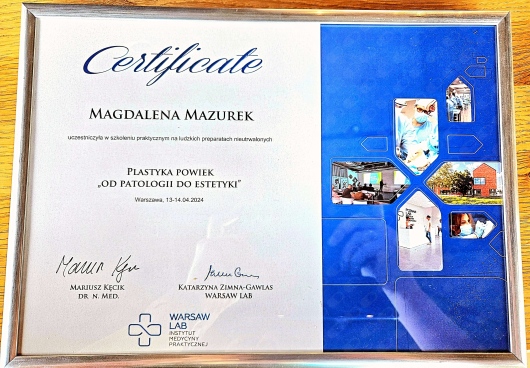 Certificate
MAGDALENA MAZUREK
uczestniczyła w szkoleniu praktycznym na ludzkich preparatach nieutrwalonych
PLASTYKA POWIEK
„OD PATOLOGII DO ESTETYKI”
Warszawa, 13-14.04.2024
MARIUSZ KĘCIK
DR N. MED.
KATARZYNA ZIMNA-GAWLAS
WARSAW LAB
WARSAW
LAB
INSTYTUT
MEDYCYNY
PRAKTYCZNEJ